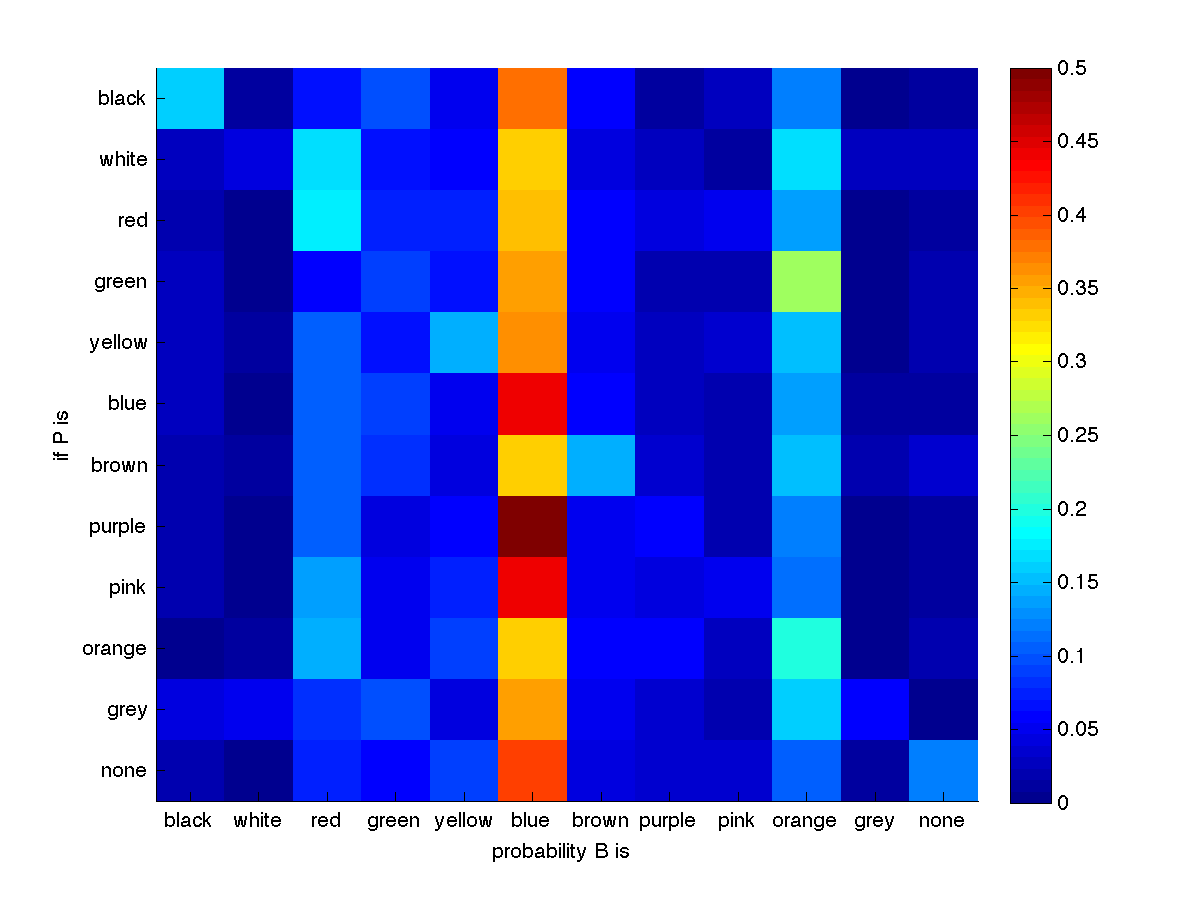 black
white
red
green
yellow
blue
brown
purple
pink
orange
grey
none
if P is
black white red green yellow blue brown purple pink orange grey none
probability B is
0.5
0.45
0.4
0.35
0.3
0.25
0.2
0.15
0.1
0.05
0